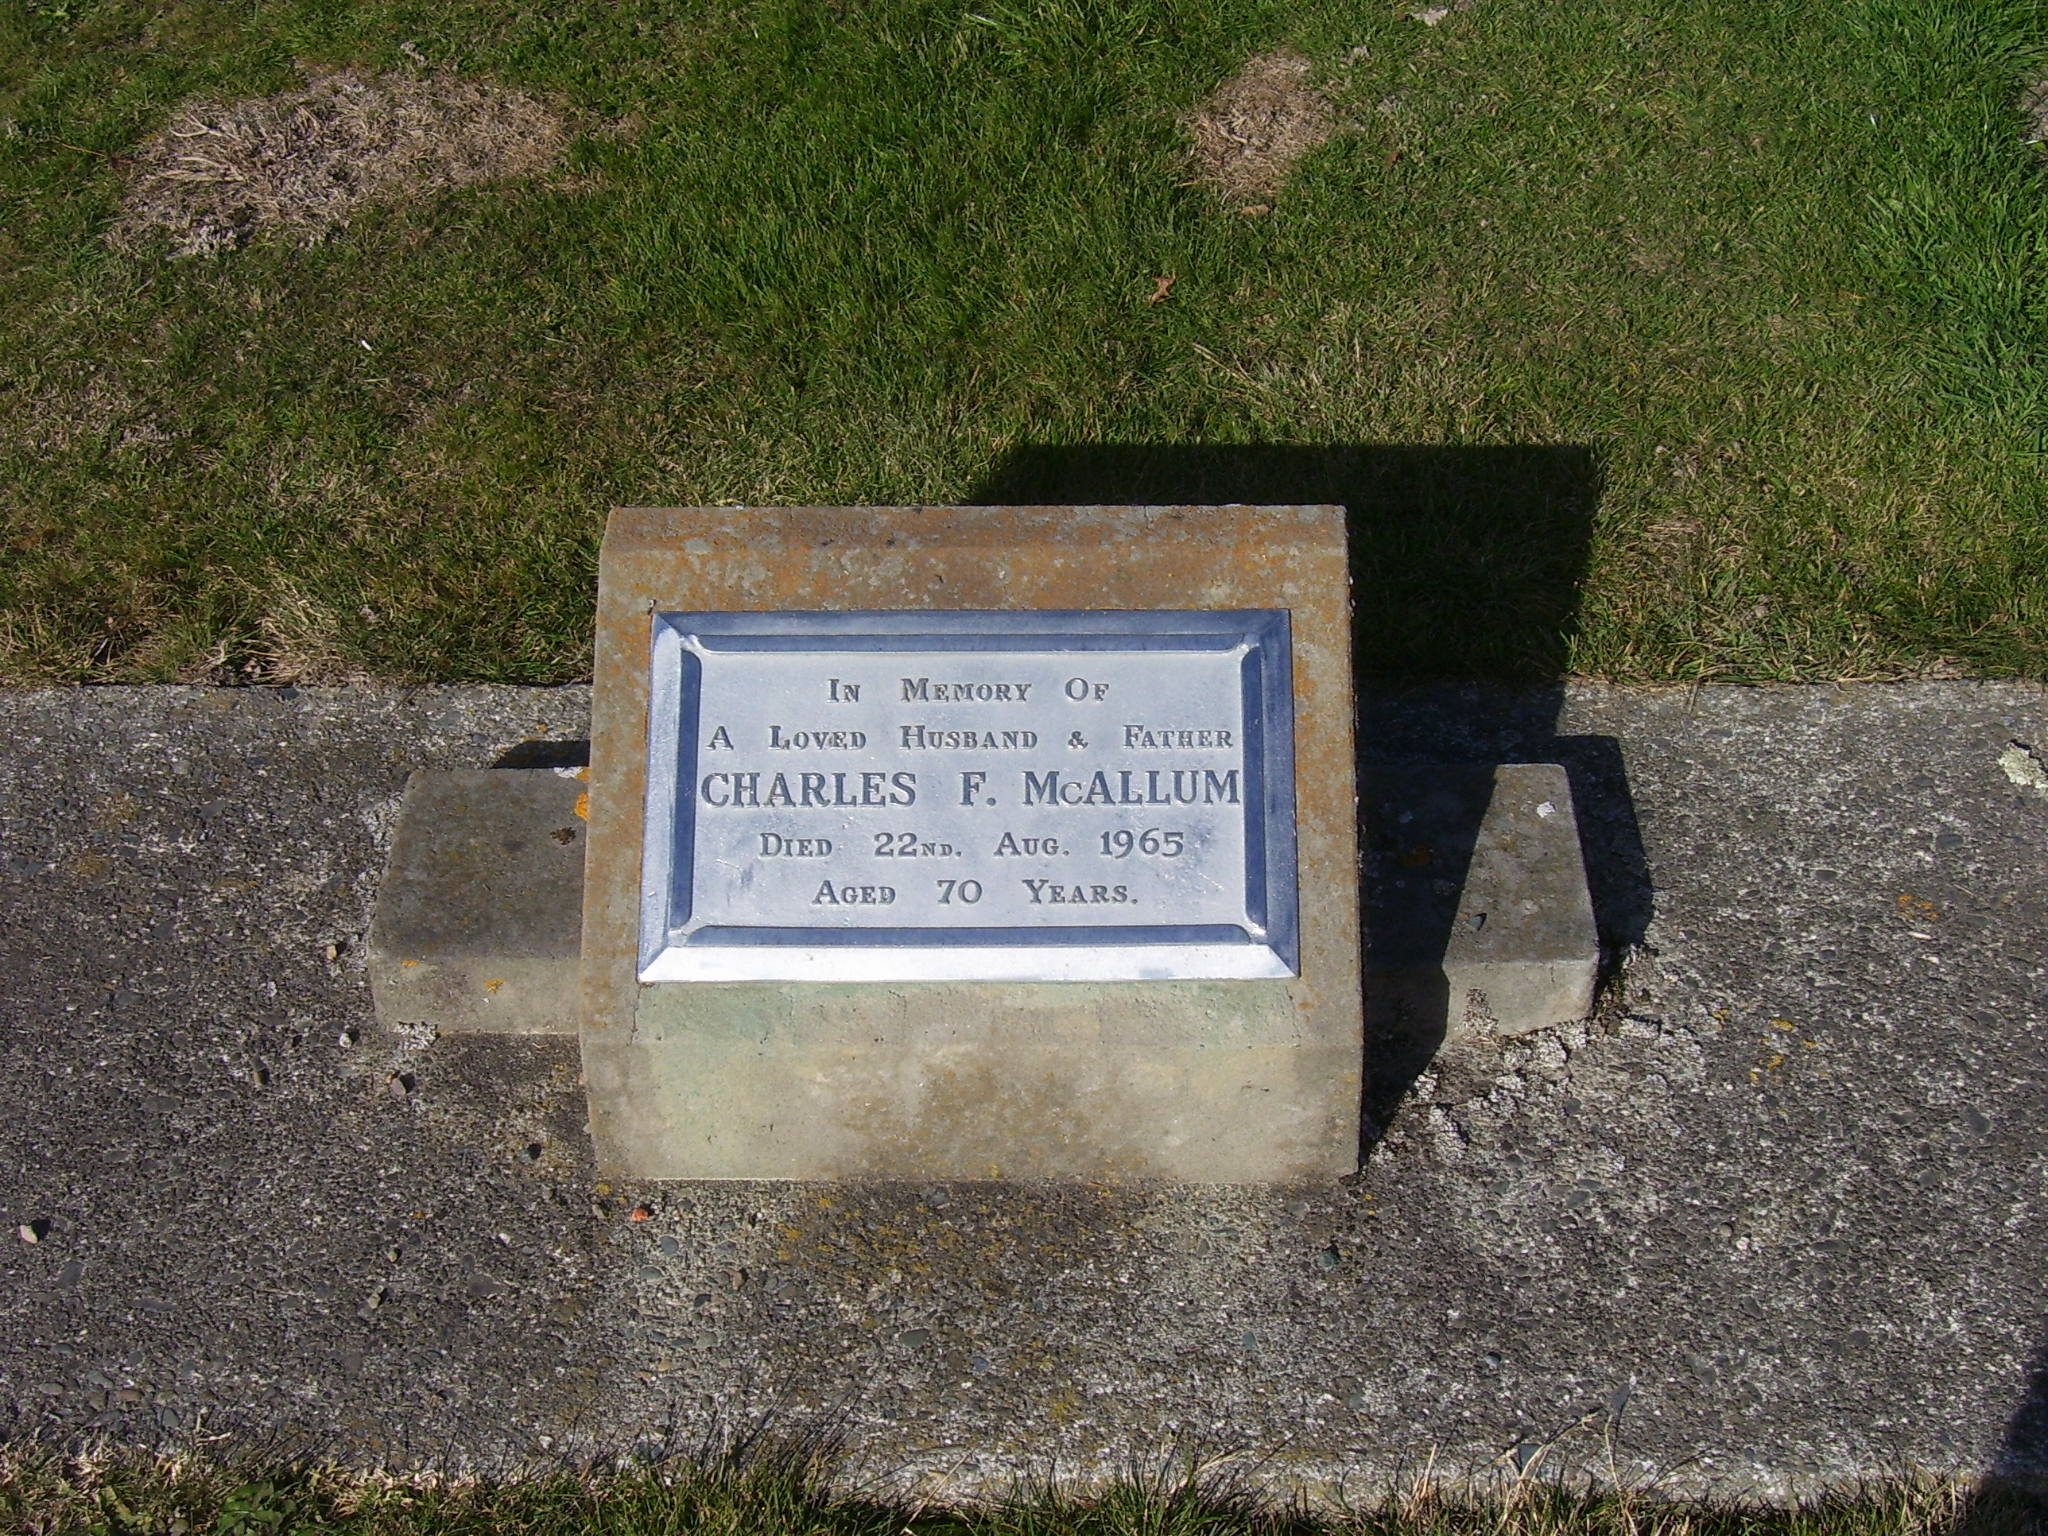 In Memory Of
A Loved Husband & Father
CHARLES F. McALLUM
Died 22nd. Aug. 1965
Aged 70 Years.